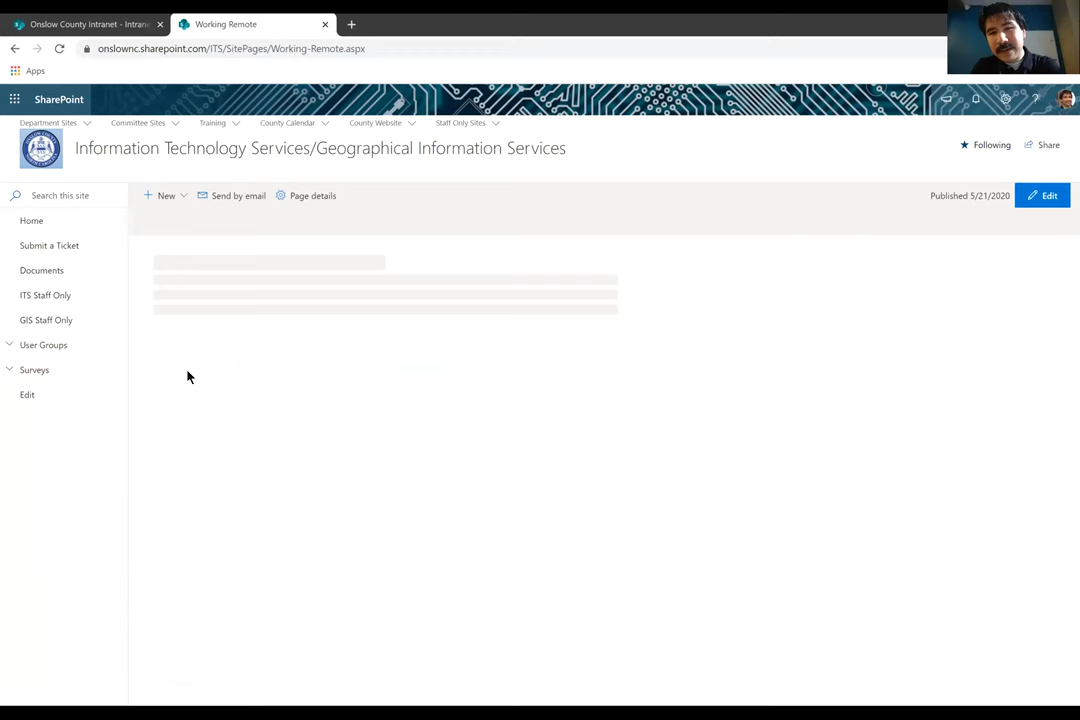 Onslow County Intranet - Intrane
Working Remote
onslownc.sharepoint.com/ITS/SitePages/Working-Remote.aspx
Apps
SharePoint
Department Sites
Committee Sites
Training
County Calendar
County Website
Staff Only Sites
Information Technology Services/Geographical Information Services
Following
Share
Search this site
New
Send by email
Page details
Published 5/21/2020
Edit
Home
Submit a Ticket
Documents
ITS Staff Only
GIS Staff Only
User Groups
Surveys
Edit